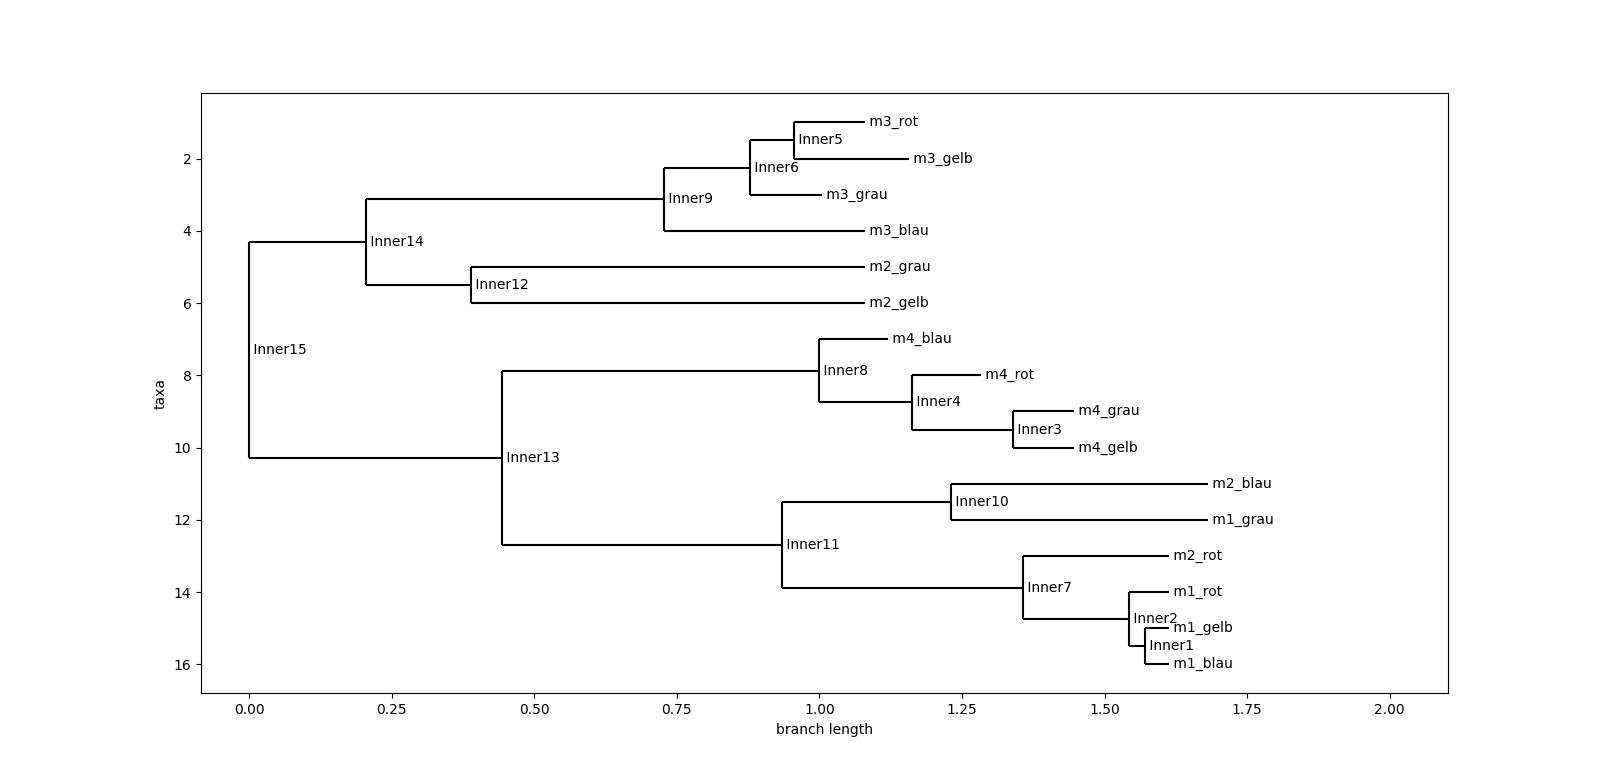 m3_rot
Inner5
2
m3_gelb
Inner6
m3_grau
Inner9
4
m3_blau
Inner14
m2_grau
Inner12
6
m2_gelb
m4_blau
Inner15
Inner8
8
m4_rot
taxa
Inner4
m4_grau
Inner3
10
m4_gelb
Inner13
m2_blau
Inner10
12
m1_grau
Inner11
m2_rot
Inner7
14
m1_rot
Inner2
m1_gelb
Inner1
16
m1_blau
0.00 0.25 0.50 0.75 1.00 1.25 1.50 1.75 2.00
branch length